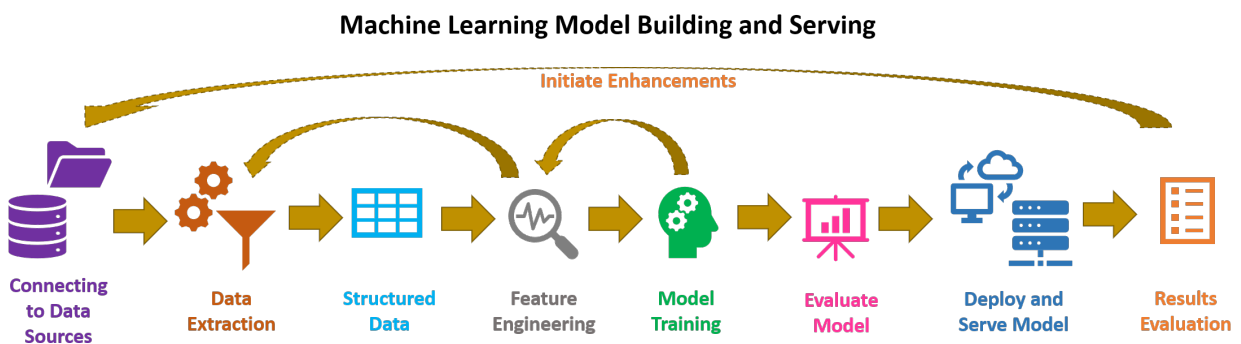 Machine Learning Model Building and Serving
Initiate Enhancements
Connecting
to Data
Sources
Data
Extraction
Structured
Data
Feature
Engineering
Model
Training
Evaluate
Model
Deploy and
Serve Model
Results
Evaluation